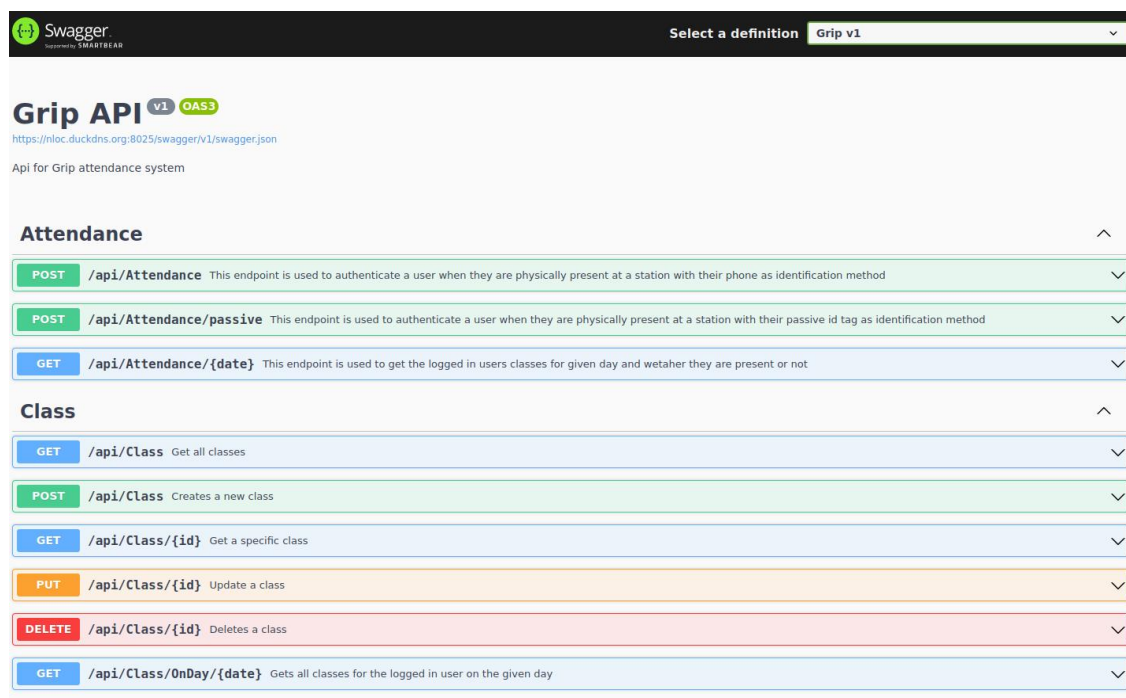 Swagger.
Supported by SMARTBEAR
Select a definition
Grip v1
Grip API v1 OAS3
https://nloc.duckdns.org:8025/swagger/v1/swagger.json
Api for Grip attendance system
Attendance
POST /api/Attendance This endpoint is used to authenticate a user when they are physically present at a station with their phone as identification method
POST /api/Attendance/passive This endpoint is used to authenticate a user when they are physically present at a station with their passive id tag as identification method
GET /api/Attendance/{date} This endpoint is used to get the logged in users classes for given day and wetaher they are present or not
Class
GET /api/Class Get all classes
POST /api/Class Creates a new class
GET /api/Class/{id} Get a specific class
PUT /api/Class/{id} Update a class
DELETE /api/Class/{id} Deletes a class
GET /api/Class/OnDay/{date} Gets all classes for the logged in user on the given day